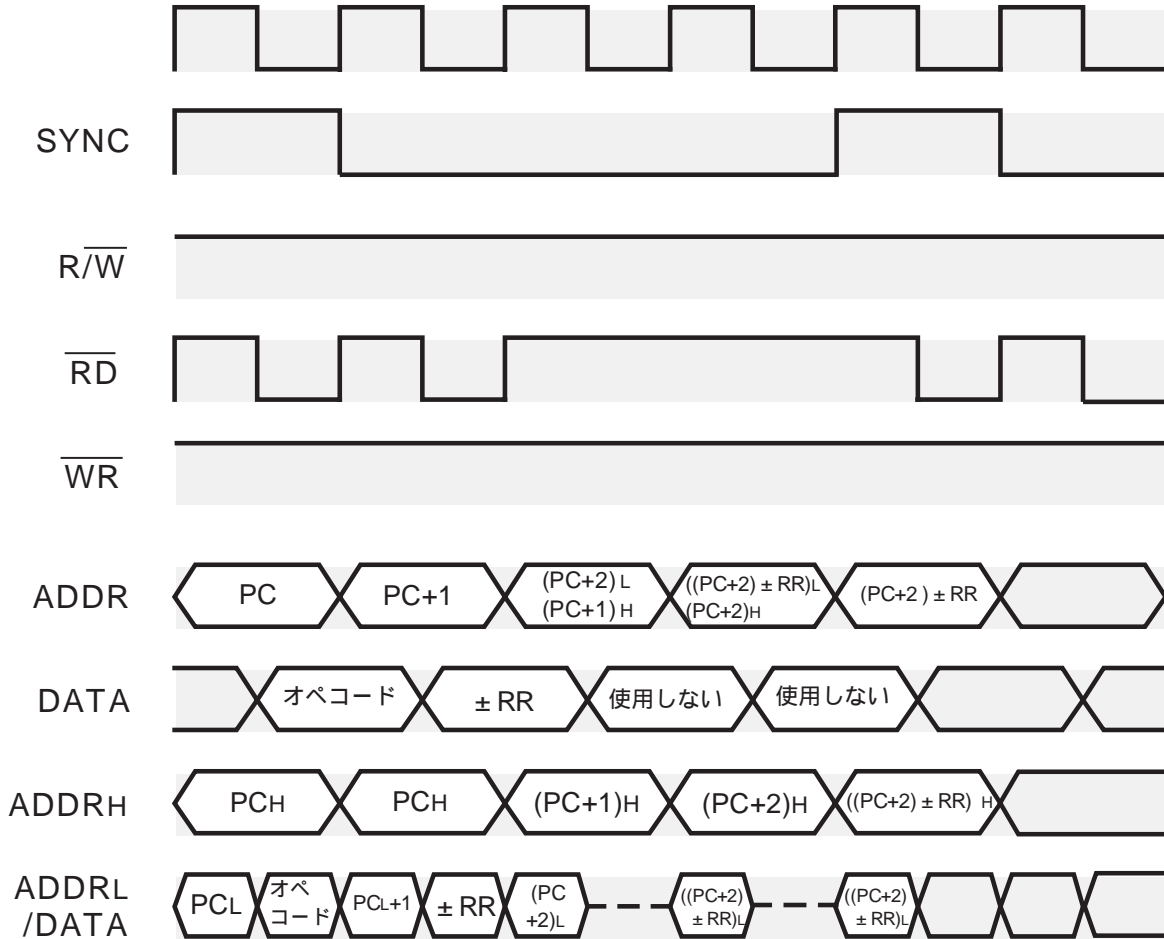 SYNC
R/W
RD
WR
ADDR
PC
PC+1
(PC+2) L
(PC+1) H
((PC+2) ± RR)L
(PC+2)H
(PC+2 ) ± RR
DATA
オペコード
± RR
使用しない
使用しない
ADDRH
PCH
PCH
(PC+1)H
(PC+2)H
((PC+2) ± RR) H
ADDRL
/DATA
PCL
オペ
コード
PCL+1
± RR
(PC
+2)L
((PC+2)
± RR)L
((PC+2)
± RR)L